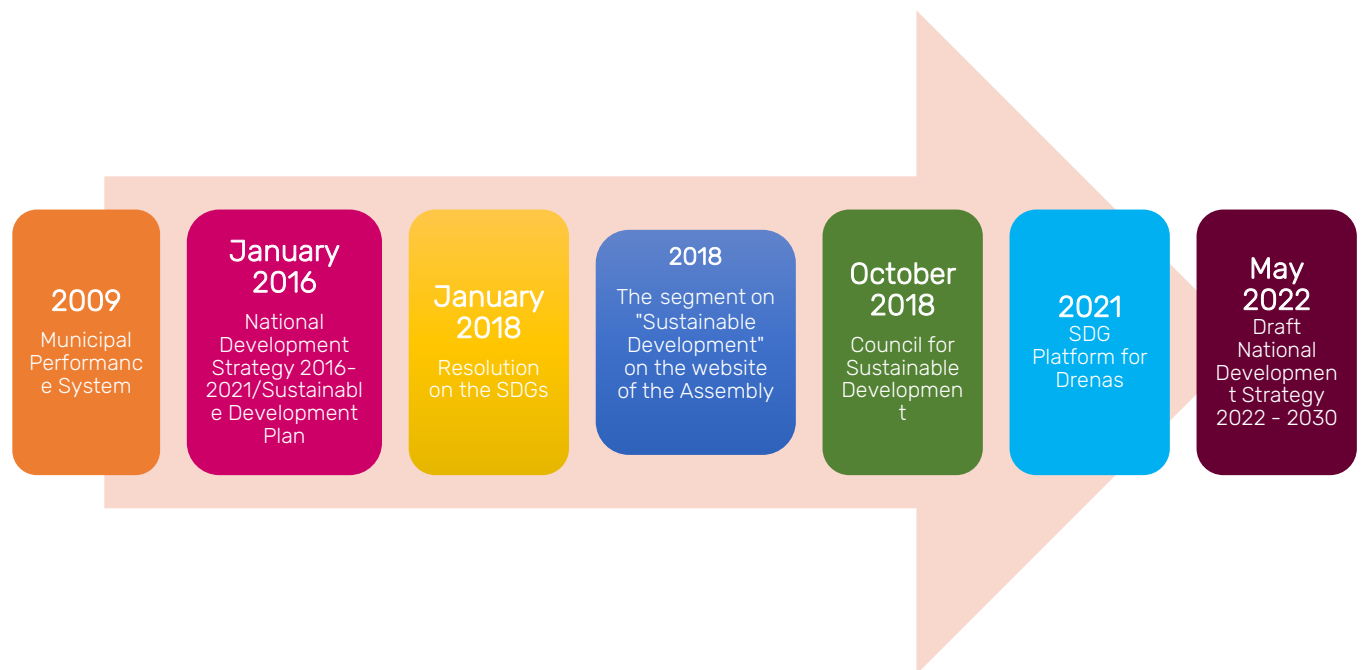 2009
Municipal
Performanc
e System
January
2016
National
Development
Strategy 2016-
2021/Sustainabl
e Development
Plan
January
2018
Resolution
on the SDGs
2018
The segment on
"Sustainable
Development"
on the website
of the Assembly
October
2018
Council for
Sustainable
Developmen
t
2021
SDG
Platform for
Drenas
May
2022
Draft
National
Developmen
t Strategy
2022 - 2030